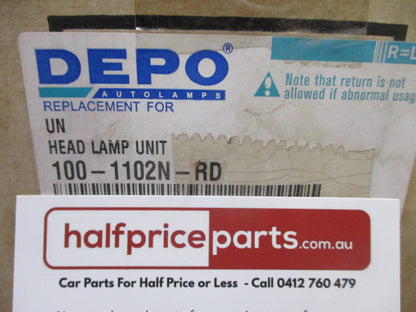 DEPO®
AUTOLAMPS
REPLACEMENT FOR
UN
HEAD LAMP UNIT
100-1102N-RD
R=L
Note that return is not
allowed if abnormal usag
halfpriceparts.com.au
Car Parts For Half Price or Less - Call 0412 760 479